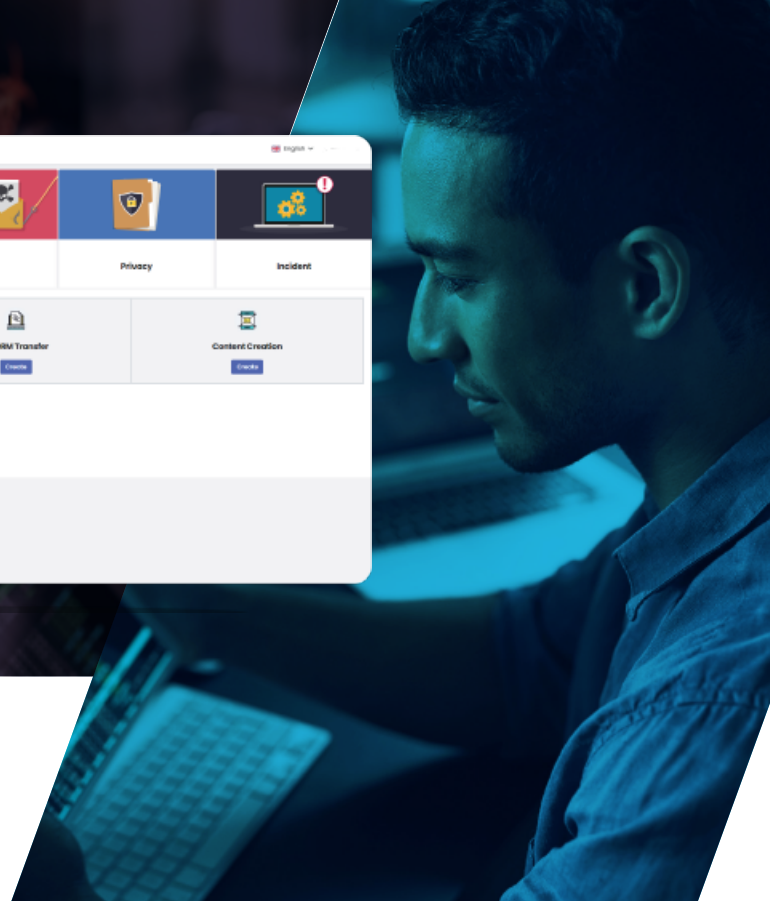 English
!
Privacy
Incident
RM Transfer
Content Creation
Create
Create